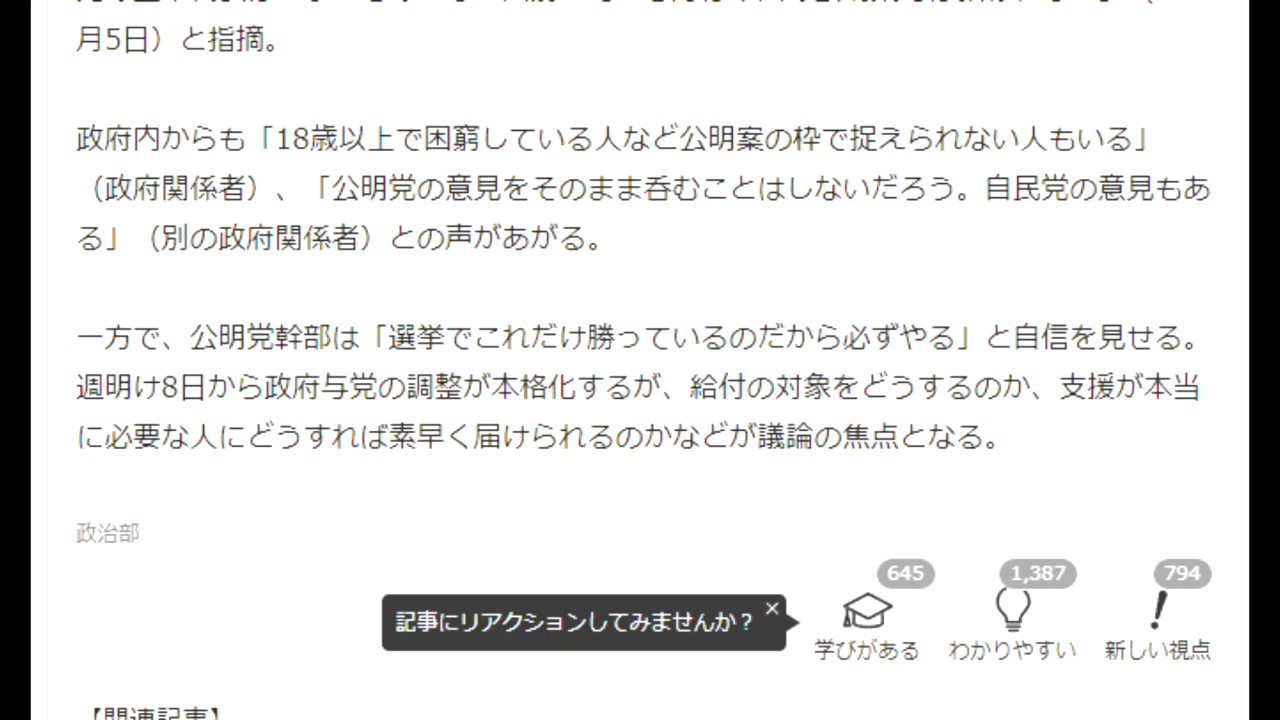 月5日）と指摘。
政府内からも「18歳以上で困窮している人など公明案の枠で捉えられない人もいる」
（政府関係者）、「公明党の意見をそのまま呑むことはしないだろう。自民党の意見もあ
る」（別の政府関係者）との声があがる。
一方で、公明党幹部は「選挙でこれだけ勝っているのだから必ずやる」と自信を見せる。
週明け8日から政府与党の調整が本格化するが、給付の対象をどうするのか、支援が本当
に必要な人にどうすれば素早く届けられるのかなどが議論の焦点となる。
政治部
645 1,387 794
記事にリアクションしてみませんか？ ×
学びがある わかりやすい 新しい視点
【関連記事】